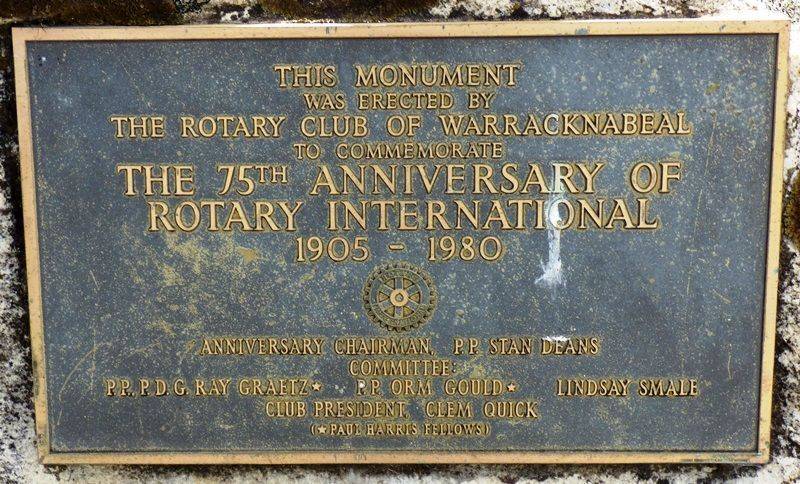 THIS MONUMENT
WAS ERECTED BY
THE ROTARY CLUB OF WARRACKNABEAL
TO COMMEMORATE
THE 75TH ANNIVERSARY OF
ROTARY INTERNATIONAL
1905 - 1980
ANNIVERSARY CHAIRMAN, P.P. STAN DEANS
COMMITTEE:
P.P., P.D.G. RAY GRAETZ★ P.P. ORM GOULD★ LINDSAY SMALE
CLUB PRESIDENT, CLEM QUICK
(★PAUL HARRIS FELLOWS)